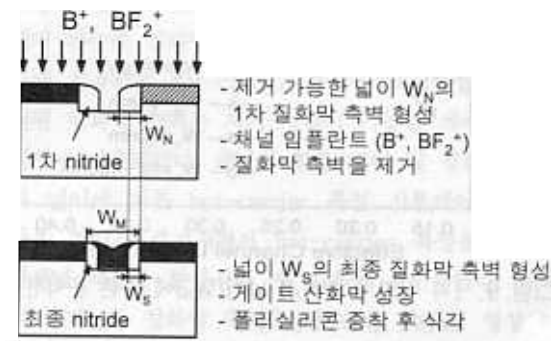 B⁺, BF₂⁺
- 제거 가능한 넓이 W_N의
1차 질화막 측벽 형성
- 채널 임플란트 (B⁺, BF₂⁺)
- 질화막 측벽을 제거
W_N
1차 nitride
W_M
W_S
- 넓이 W_S의 최종 질화막 측벽 형성
- 게이트 산화막 성장
- 폴리실리콘 증착 후 식각
최종 nitride